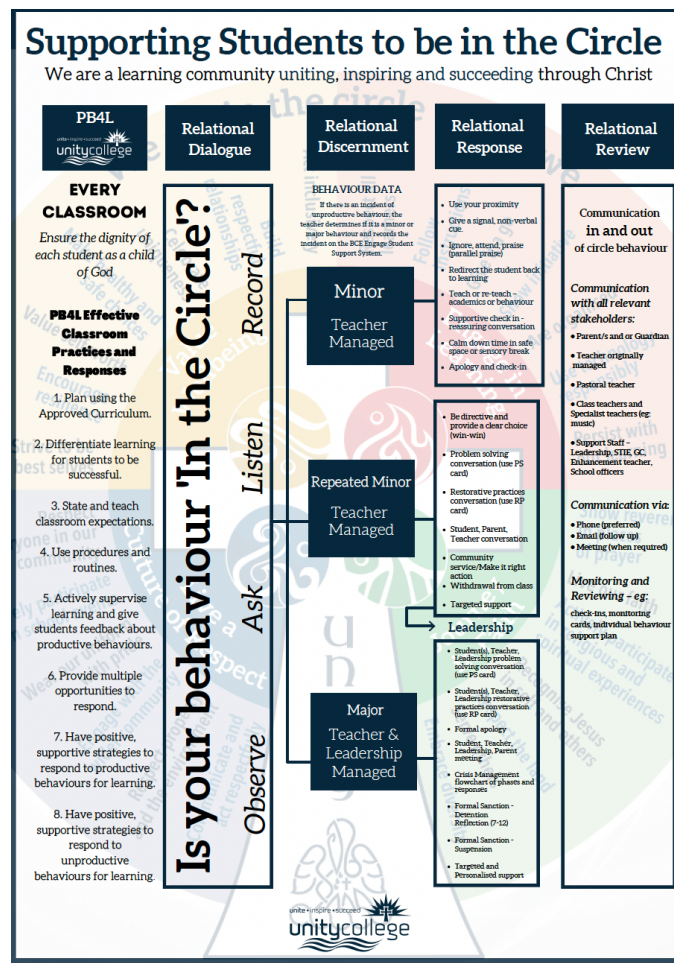 Supporting Students to be in the Circle
We are a learning community uniting, inspiring and succeeding through Christ
PB4L
unite • inspire • succeed
unitycollege
EVERY
CLASSROOM
Ensure the dignity of
each student as a child
of God
PB4L Effective
Classroom
Practices and
Responses
1. Plan using the
Approved Curriculum.
2. Differentiate learning
for students to be
successful.
3. State and teach
classroom expectations.
4. Use procedures and
routines.
5. Actively supervise
learning and give
students feedback about
productive behaviours.
6. Provide multiple
opportunities to
respond.
7. Have positive,
supportive strategies to
respond to productive
behaviours for learning.
8. Have positive,
supportive strategies to
respond to
unproductive
behaviours for learning.
Relational
Dialogue
Is your behaviour 'In the Circle'?
Observe
Ask
Listen
Record
Relational
Discernment
BEHAVIOUR DATA
If there is an incident of
unproductive behaviour, the
teacher determines if it is a minor or
major behaviour and records the
incident on the BCE Engage Student
Support System.
Minor
Teacher
Managed
Repeated Minor
Teacher
Managed
Major
Teacher &
Leadership
Managed
Relational
Response
• Use your proximity
• Give a signal, non-verbal
cue.
• Ignore, attend, praise
(parallel praise)
• Redirect the student back
to learning
• Teach or re-teach –
academics or behaviour
• Supportive check in -
reassuring conversation
• Calm down time in safe
space or sensory break
• Apology and check-in
• Be directive and
provide a clear choice
(win-win)
• Problem solving
conversation (use PS
card)
• Restorative practices
conversation (use RP
card)
• Student, Parent,
Teacher conversation
• Community
service/Make it right
action
• Withdrawal from class
• Targeted support
Leadership
• Student(s), Teacher,
Leadership problem
solving conversation
(use PS card)
• Student(s), Teacher,
Leadership restorative
practices conversation
(use RP card)
• Formal apology
• Student, Teacher,
Leadership, Parent
meeting
• Crisis Management
flowchart of phases and
responses
• Formal Sanction -
Detention
Reflection (7-12)
• Formal Sanction -
Suspension
• Targeted and
Personalised support
Relational
Review
Communication
in and out
of circle behaviour
Communication
with all relevant
stakeholders:
• Parent/s and or Guardian
• Teacher originally
managed
• Pastoral teacher
• Class teachers and
Specialist teachers (eg:
music)
• Support Staff –
Leadership, STIE, GC,
Enhancement teacher,
School officers
Communication via:
• Phone (preferred)
• Email (follow up)
• Meeting (when required)
Monitoring and
Reviewing – eg:
check-ins, monitoring
cards, individual behaviour
support plan
unite • inspire • succeed
unitycollege